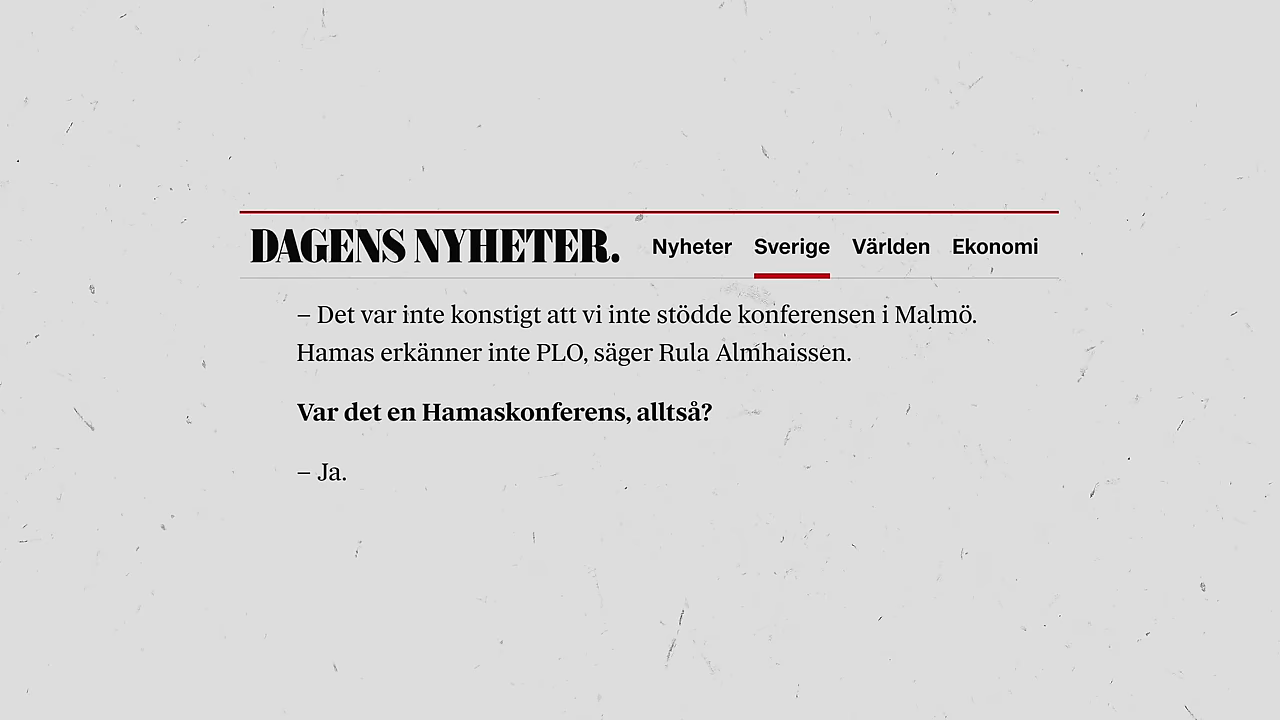 DAGENS NYHETER. Nyheter Sverige Världen Ekonomi
– Det var inte konstigt att vi inte stödde konferensen i Malmö.
Hamas erkänner inte PLO, säger Rula Almhaissen.
Var det en Hamaskonferens, alltså?
– Ja.